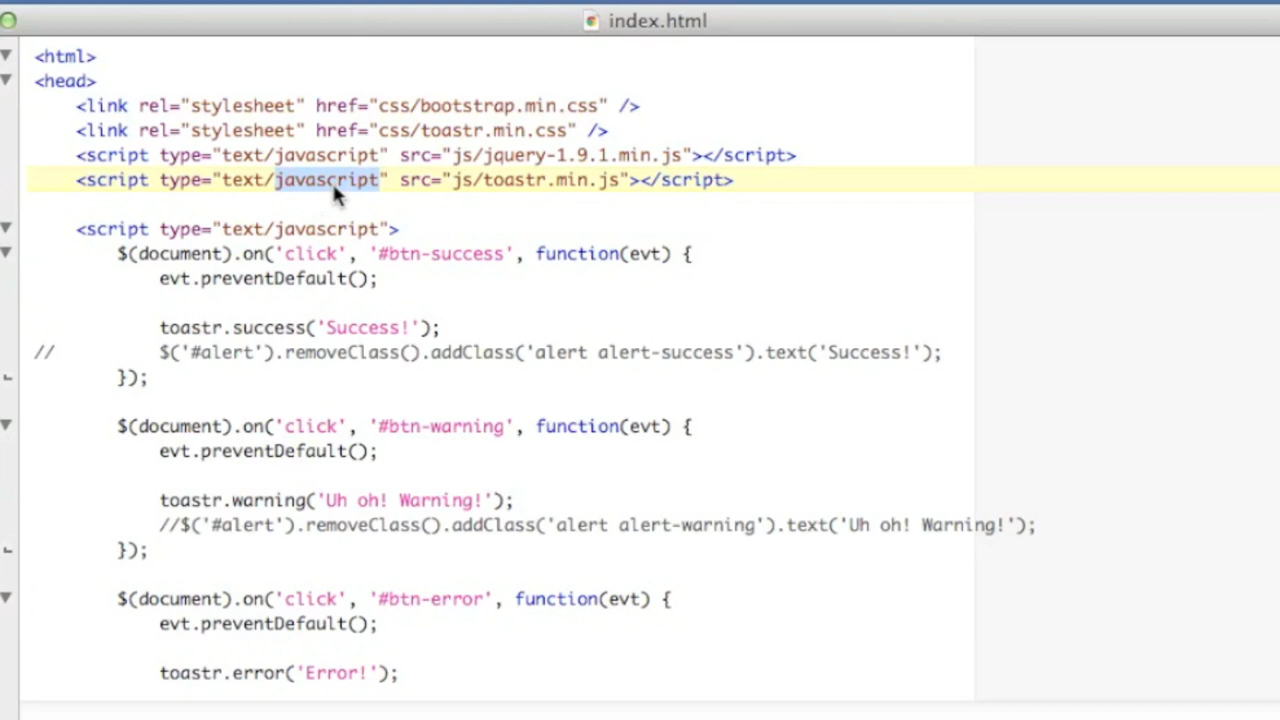 index.html
<html>
<head>
<link rel="stylesheet" href="css/bootstrap.min.css" />
<link rel="stylesheet" href="css/toastr.min.css" />
<script type="text/javascript" src="js/jquery-1.9.1.min.js"></script>
<script type="text/javascript" src="js/toastr.min.js"></script>
<script type="text/javascript">
$(document).on('click', '#btn-success', function(evt) {
evt.preventDefault();
toastr.success('Success!');
// $('#alert').removeClass().addClass('alert alert-success').text('Success!');
});
$(document).on('click', '#btn-warning', function(evt) {
evt.preventDefault();
toastr.warning('Uh oh! Warning!');
//$('#alert').removeClass().addClass('alert alert-warning').text('Uh oh! Warning!');
});
$(document).on('click', '#btn-error', function(evt) {
evt.preventDefault();
toastr.error('Error!');